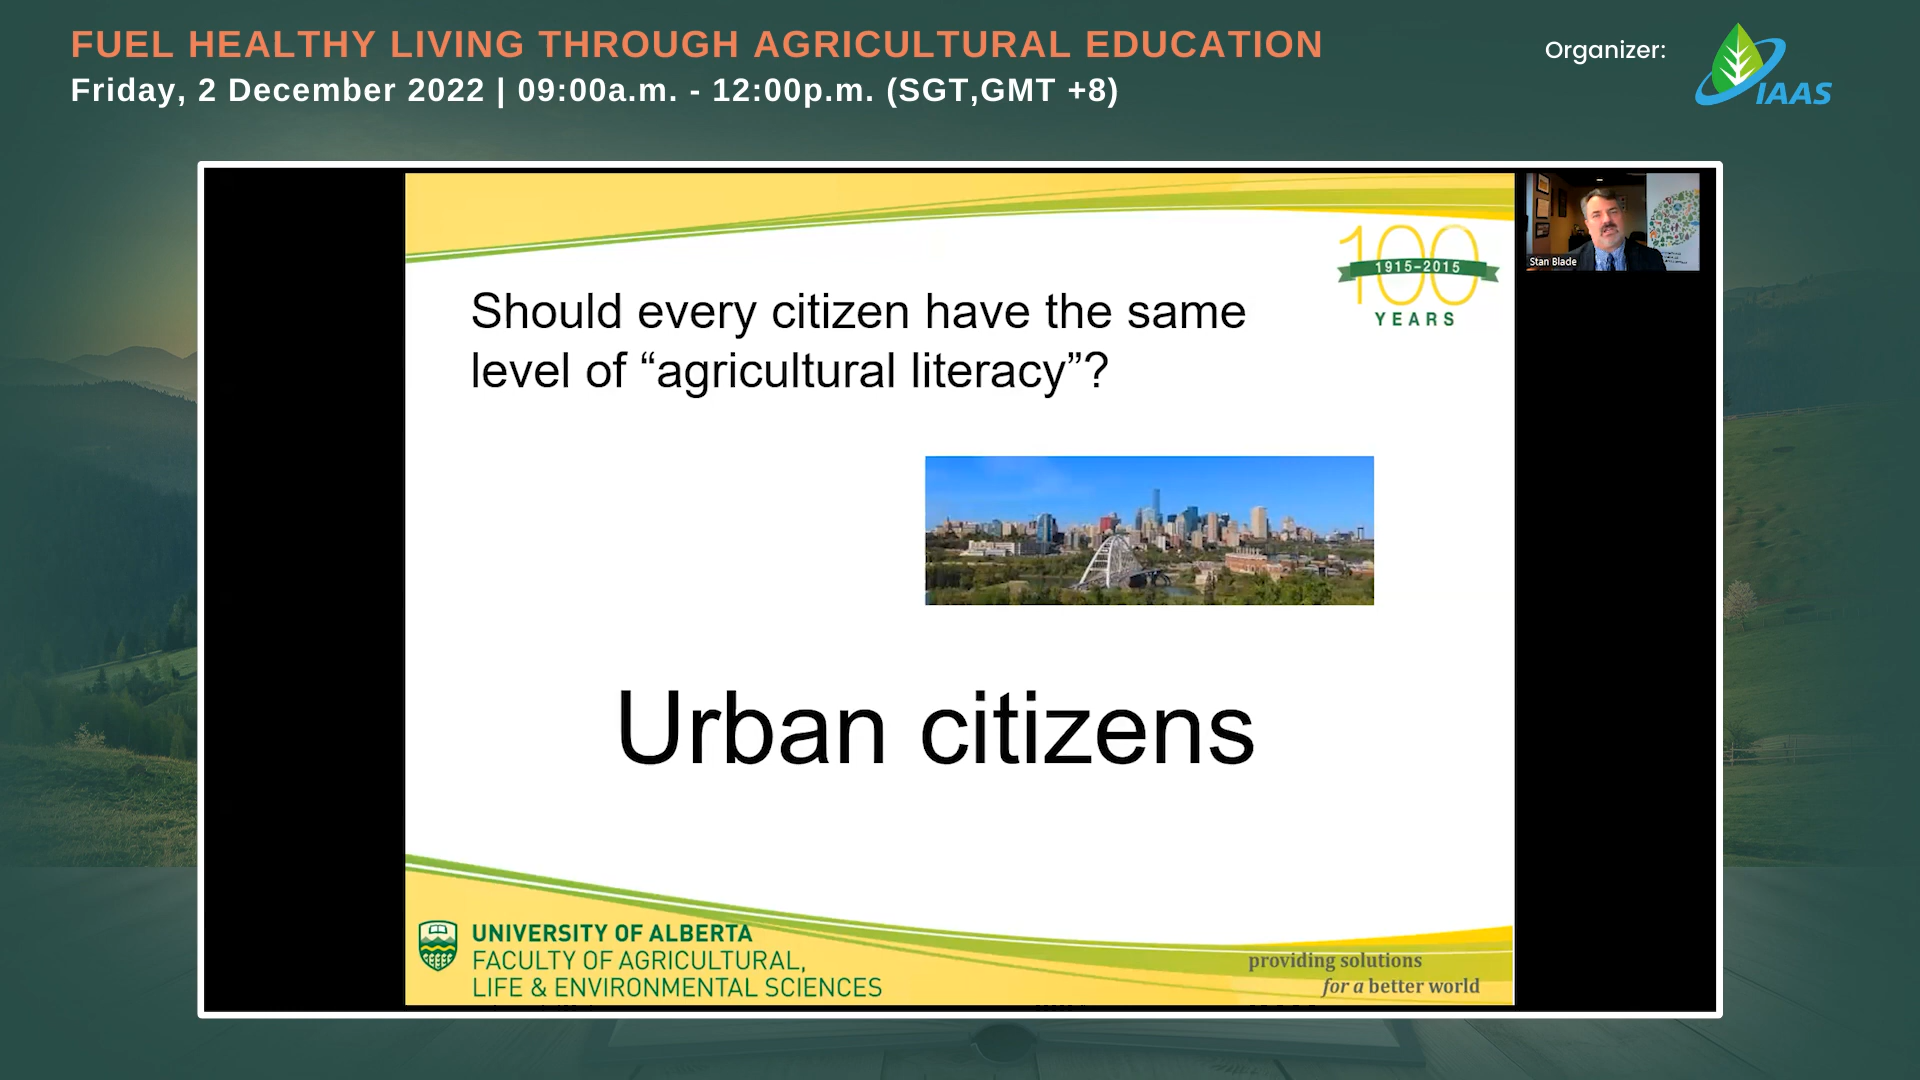 FUEL HEALTHY LIVING THROUGH AGRICULTURAL EDUCATION
Friday, 2 December 2022 | 09:00a.m. - 12:00p.m. (SGT,GMT +8)
Organizer:
IAAS
Stan Blade
100
1915–2015
YEARS
Should every citizen have the same
level of “agricultural literacy”?
Urban citizens
UNIVERSITY OF ALBERTA
FACULTY OF AGRICULTURAL,
LIFE & ENVIRONMENTAL SCIENCES
providing solutions
for a better world